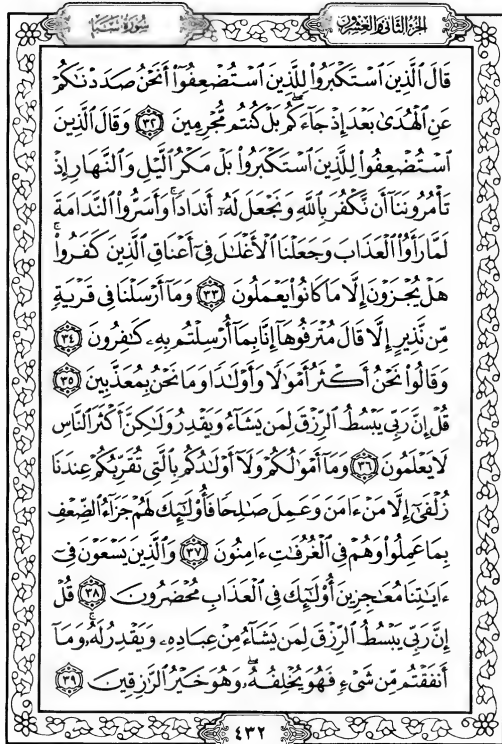 الجزء الثاني والعشرون
سورة سبإ
قَالَ ٱلَّذِينَ ٱسۡتَكۡبَرُواْ لِلَّذِينَ ٱسۡتُضۡعِفُوٓاْ أَنَحۡنُ صَدَدۡنَٰكُمۡ
عَنِ ٱلۡهُدَىٰ بَعۡدَ إِذۡ جَآءَكُمۖ بَلۡ كُنتُم مُّجۡرِمِينَ ٣٢ وَقَالَ ٱلَّذِينَ
ٱسۡتُضۡعِفُواْ لِلَّذِينَ ٱسۡتَكۡبَرُواْ بَلۡ مَكۡرُ ٱلَّيۡلِ وَٱلنَّهَارِ إِذۡ
تَأۡمُرُونَنَآ أَن نَّكۡفُرَ بِٱللَّهِ وَنَجۡعَلَ لَهُۥٓ أَندَادٗاۚ وَأَسَرُّواْ ٱلنَّدَامَةَ
لَمَّا رَأَوُاْ ٱلۡعَذَابَ وَجَعَلۡنَا ٱلۡأَغۡلَٰلَ فِيٓ أَعۡنَاقِ ٱلَّذِينَ كَفَرُواْۚ
هَلۡ يُجۡزَوۡنَ إِلَّا مَا كَانُواْ يَعۡمَلُونَ ٣٣ وَمَآ أَرۡسَلۡنَا فِي قَرۡيَةٖ
مِّن نَّذِيرٍ إِلَّا قَالَ مُتۡرَفُوهَآ إِنَّا بِمَآ أُرۡسِلۡتُم بِهِۦ كَٰفِرُونَ ٣٤
وَقَالُواْ نَحۡنُ أَكۡثَرُ أَمۡوَٰلٗا وَأَوۡلَٰدٗا وَمَا نَحۡنُ بِمُعَذَّبِينَ ٣٥
قُلۡ إِنَّ رَبِّي يَبۡسُطُ ٱلرِّزۡقَ لِمَن يَشَآءُ وَيَقۡدِرُ وَلَٰكِنَّ أَكۡثَرَ ٱلنَّاسِ
لَا يَعۡلَمُونَ ٣٦ وَمَآ أَمۡوَٰلُكُمۡ وَلَآ أَوۡلَٰدُكُم بِٱلَّتِي تُقَرِّبُكُمۡ عِندَنَا
زُلۡفَىٰٓ إِلَّا مَنۡ ءَامَنَ وَعَمِلَ صَٰلِحٗا فَأُوْلَٰٓئِكَ لَهُمۡ جَزَآءُ ٱلضِّعۡفِ
بِمَا عَمِلُواْ وَهُمۡ فِي ٱلۡغُرُفَٰتِ ءَامِنُونَ ٣٧ وَٱلَّذِينَ يَسۡعَوۡنَ فِيٓ
ءَايَٰتِنَا مُعَٰجِزِينَ أُوْلَٰٓئِكَ فِي ٱلۡعَذَابِ مُحۡضَرُونَ ٣٨ قُلۡ
إِنَّ رَبِّي يَبۡسُطُ ٱلرِّزۡقَ لِمَن يَشَآءُ مِنۡ عِبَادِهِۦ وَيَقۡدِرُ لَهُۥۚ وَمَآ
أَنفَقۡتُم مِّن شَيۡءٖ فَهُوَ يُخۡلِفُهُۥۖ وَهُوَ خَيۡرُ ٱلرَّٰزِقِينَ ٣٩
٤٣٢